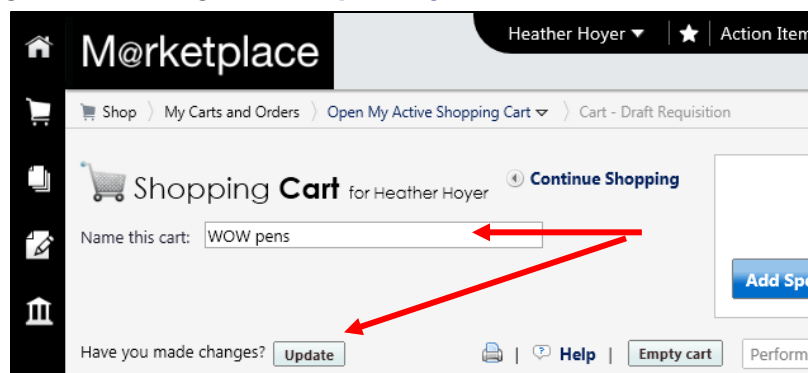 M@rketplace
Heather Hoyer
Action Item
Shop
My Carts and Orders
Open My Active Shopping Cart
Cart - Draft Requisition
Shopping Cart for Heather Hoyer
Continue Shopping
Name this cart: WOW pens
Add Sp
Have you made changes? Update
| Help | Empty cart
Perform